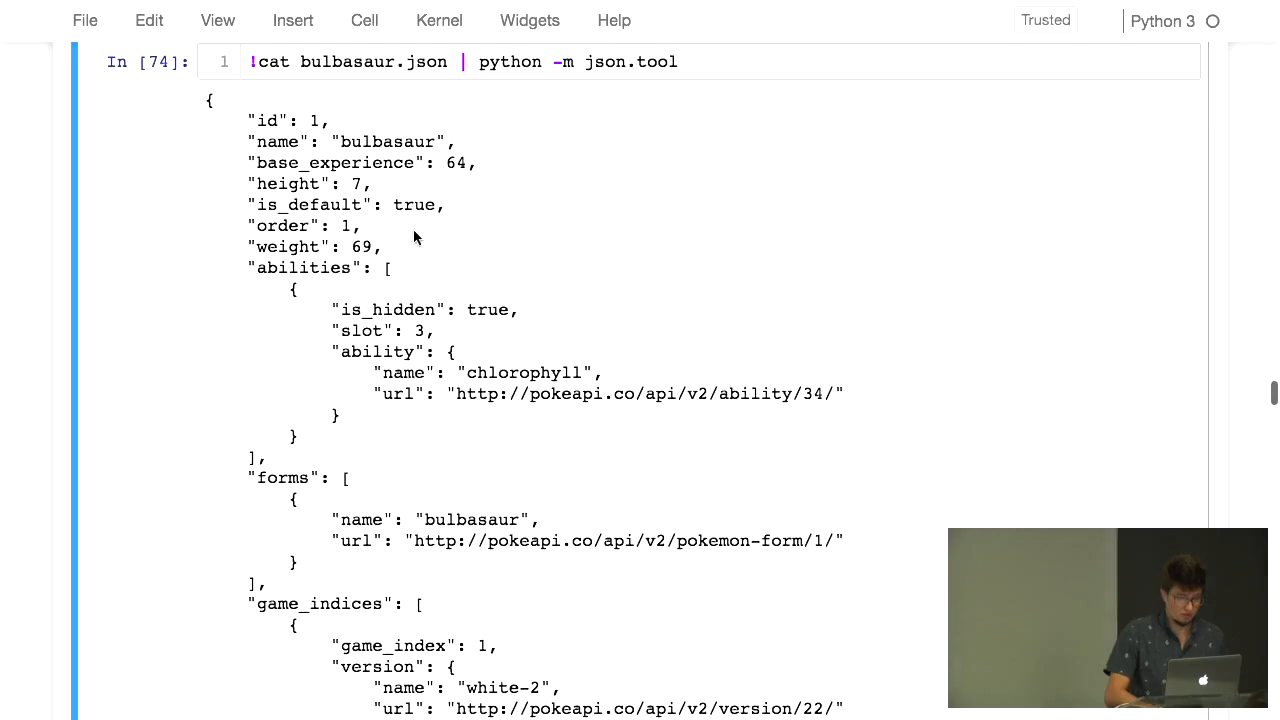 File Edit View Insert Cell Kernel Widgets Help Trusted Python 3
In [74]: 1 !cat bulbasaur.json | python -m json.tool
{
"id": 1,
"name": "bulbasaur",
"base_experience": 64,
"height": 7,
"is_default": true,
"order": 1,
"weight": 69,
"abilities": [
{
"is_hidden": true,
"slot": 3,
"ability": {
"name": "chlorophyll",
"url": "http://pokeapi.co/api/v2/ability/34/"
}
}
],
"forms": [
{
"name": "bulbasaur",
"url": "http://pokeapi.co/api/v2/pokemon-form/1/"
}
],
"game_indices": [
{
"game_index": 1,
"version": {
"name": "white-2",
"url": "http://pokeapi.co/api/v2/version/22/"